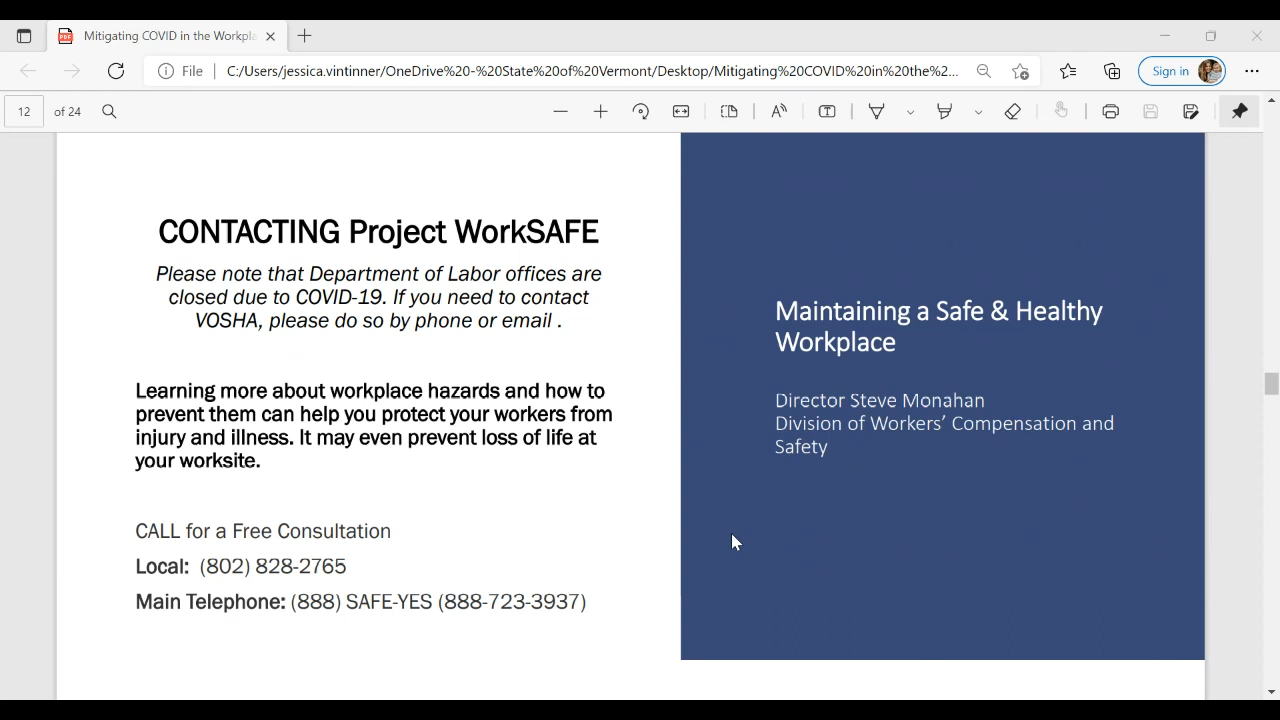 Mitigating COVID in the Workpla
File
C:/Users/jessica.vintinner/OneDrive%20-%20State%20of%20Vermont/Desktop/Mitigating%20COVID%20in%20the%2...
Sign in
12 of 24
CONTACTING Project WorkSAFE
Please note that Department of Labor offices are
closed due to COVID-19. If you need to contact
VOSHA, please do so by phone or email .
Learning more about workplace hazards and how to
prevent them can help you protect your workers from
injury and illness. It may even prevent loss of life at
your worksite.
CALL for a Free Consultation
Local: (802) 828-2765
Main Telephone: (888) SAFE-YES (888-723-3937)
Maintaining a Safe & Healthy
Workplace
Director Steve Monahan
Division of Workers’ Compensation and
Safety